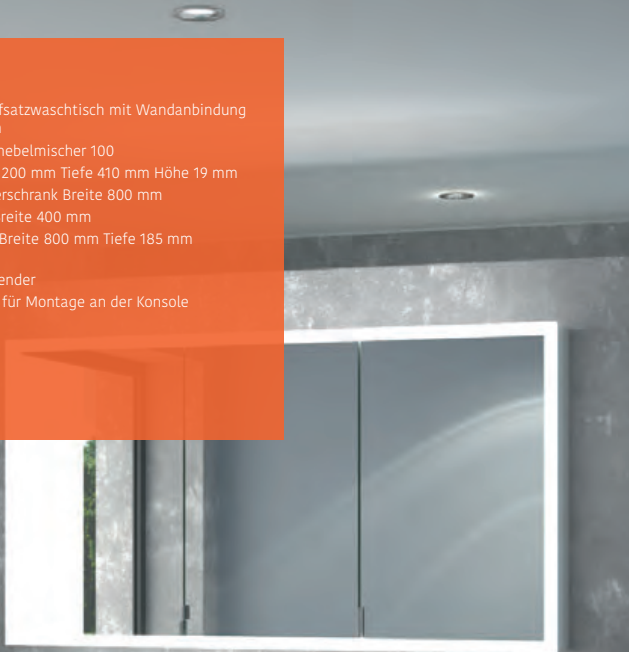 fsatzwaschtisch mit Wandanbindung
hebelmischer 100
200 mm Tiefe 410 mm Höhe 19 mm
erschrank Breite 800 mm
reite 400 mm
Breite 800 mm Tiefe 185 mm
ender
für Montage an der Konsole